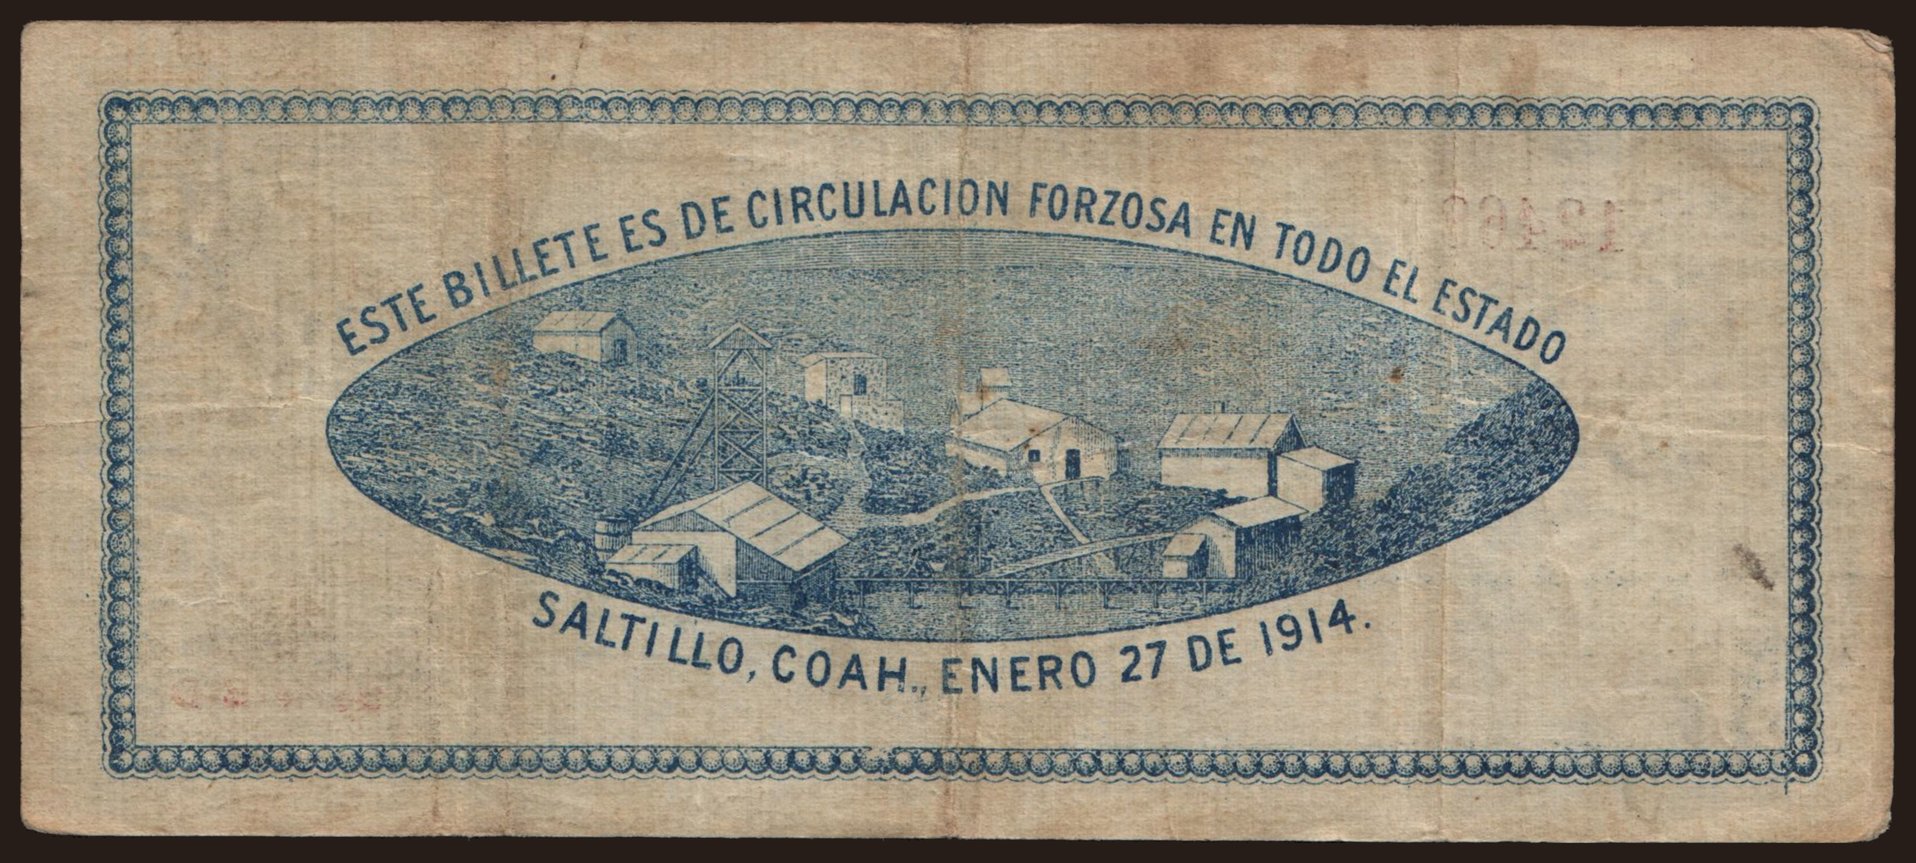 ESTE BILLETE ES DE CIRCULACION FORZOSA EN TODO EL ESTADO
SALTILLO, COAH., ENERO 27 DE 1914.